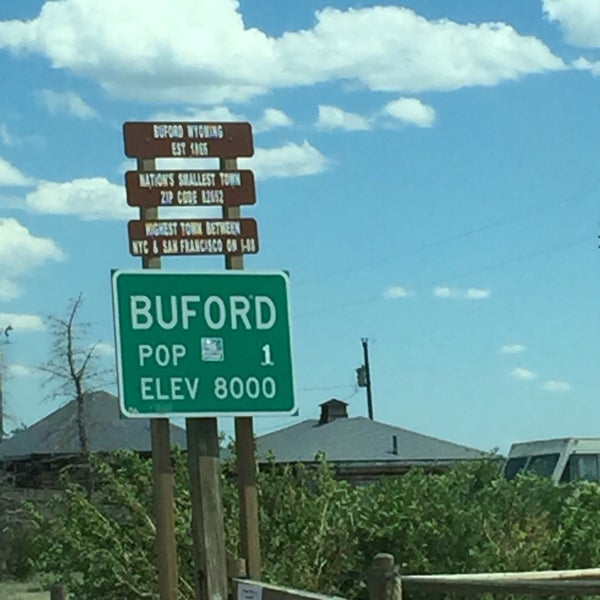 BUFORD WYOMING
EST 1866
NATION'S SMALLEST TOWN
ZIP CODE 82052
HIGHEST TOWN BETWEEN
NYC & SAN FRANCISCO ON I-80
BUFORD
POP 1
ELEV 8000